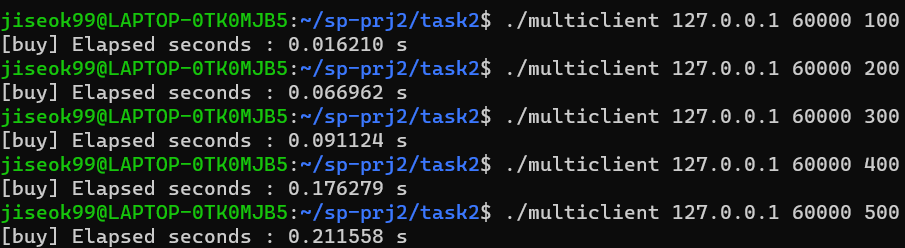 jiseok99@LAPTOP-0TK0MJB5:~/sp-prj2/task2$ ./multiclient 127.0.0.1 60000 100
[buy] Elapsed seconds : 0.016210 s
jiseok99@LAPTOP-0TK0MJB5:~/sp-prj2/task2$ ./multiclient 127.0.0.1 60000 200
[buy] Elapsed seconds : 0.066962 s
jiseok99@LAPTOP-0TK0MJB5:~/sp-prj2/task2$ ./multiclient 127.0.0.1 60000 300
[buy] Elapsed seconds : 0.091124 s
jiseok99@LAPTOP-0TK0MJB5:~/sp-prj2/task2$ ./multiclient 127.0.0.1 60000 400
[buy] Elapsed seconds : 0.176279 s
jiseok99@LAPTOP-0TK0MJB5:~/sp-prj2/task2$ ./multiclient 127.0.0.1 60000 500
[buy] Elapsed seconds : 0.211558 s